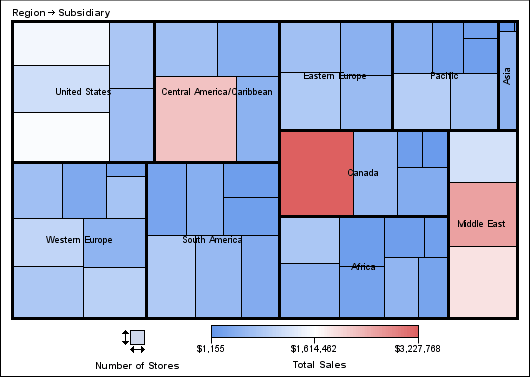 Region → Subsidiary
United States
Central America/Caribbean
Eastern Europe
Pacific
Asia
Canada
Western Europe
South America
Africa
Middle East
Number of Stores
$1,155
$1,614,462
$3,227,768
Total Sales